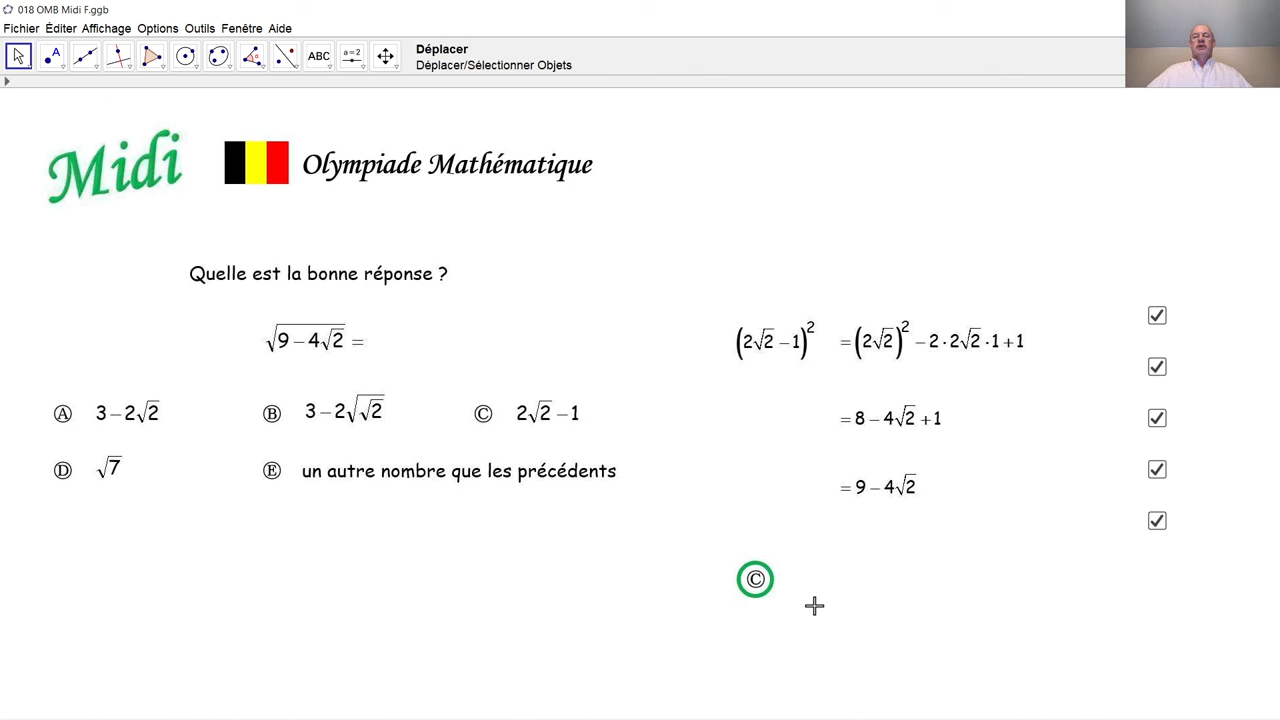 018 OMB Midi F.ggb
Fichier Éditer Affichage Options Outils Fenêtre Aide
A ABC a=2
Déplacer
Déplacer/Sélectionner Objets
Midi
Olympiade Mathématique
Quelle est la bonne réponse ?
√(9 – 4√2) =
Ⓐ 3 – 2√2 Ⓑ 3 – 2√√2 Ⓒ 2√2 – 1
Ⓓ √7 Ⓔ un autre nombre que les précédents
(2√2 – 1)² = (2√2)² – 2 · 2√2 · 1 + 1
= 8 – 4√2 + 1
= 9 – 4√2
Ⓒ